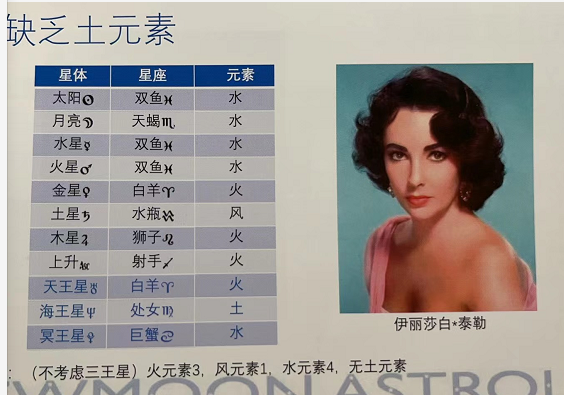 缺乏土元素
星体 星座 元素
太阳☉ 双鱼♓ 水
月亮☽ 天蝎♏ 水
水星☿ 双鱼♓ 水
火星♂ 双鱼♓ 水
金星♀ 白羊♈ 火
土星♄ 水瓶♒ 风
木星♃ 狮子♌ 火
上升 射手♐ 火
天王星♅ 白羊♈ 火
海王星♆ 处女♍ 土
冥王星♀ 巨蟹♋ 水
伊丽莎白*泰勒
：（不考虑三王星）火元素3，风元素1，水元素4，无土元素
WMOON ASTROL